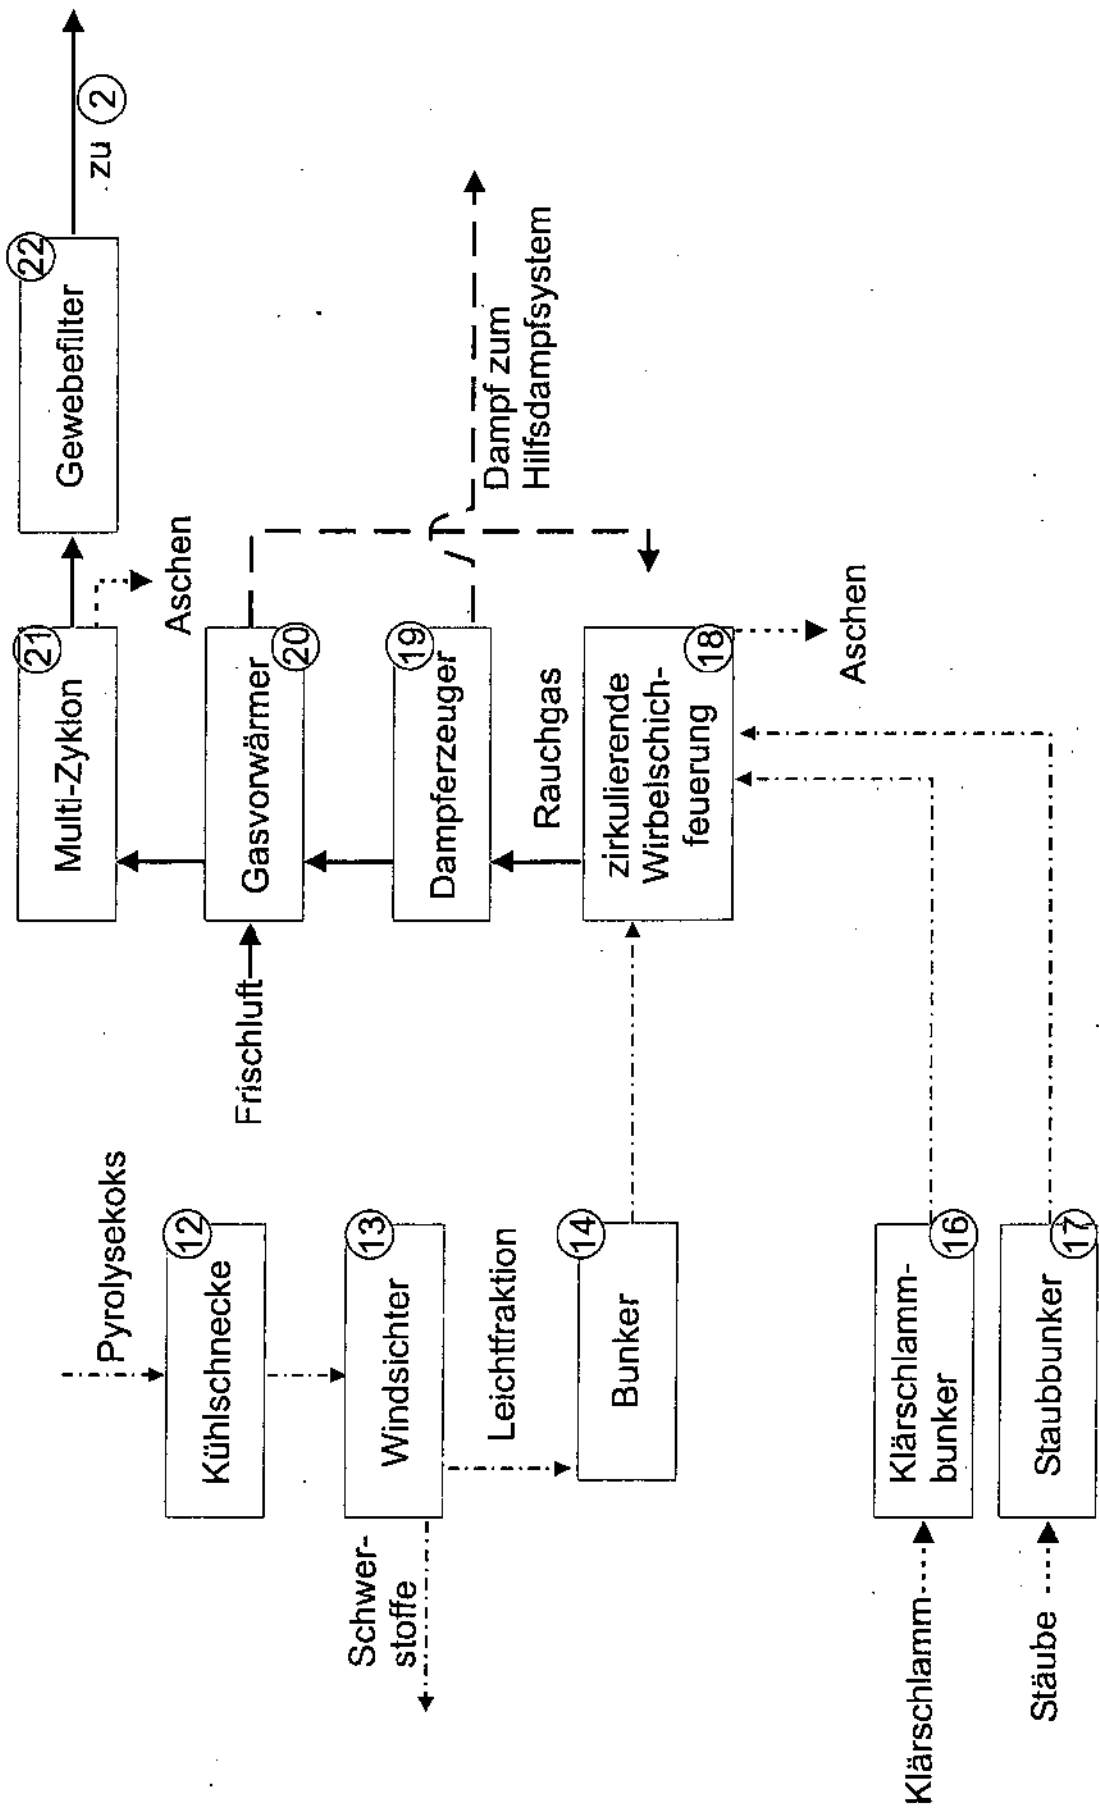 Pyrolysekoks
12
Kühlschnecke
13
Windsichter
Schwer-
stoffe
Leichtfraktion
14
Bunker
16
Klärschlamm-
bunker
Klärschlamm
17
Staubbunker
Stäube
22
Gewebefilter
zu 2
21
Multi-Zyklon
Aschen
20
Gasvorwärmer
Frischluft
19
Dampferzeuger
Dampf zum
Hilfsdampfsystem
Rauchgas
18
zirkulierende
Wirbelschich-
feuerung
Aschen